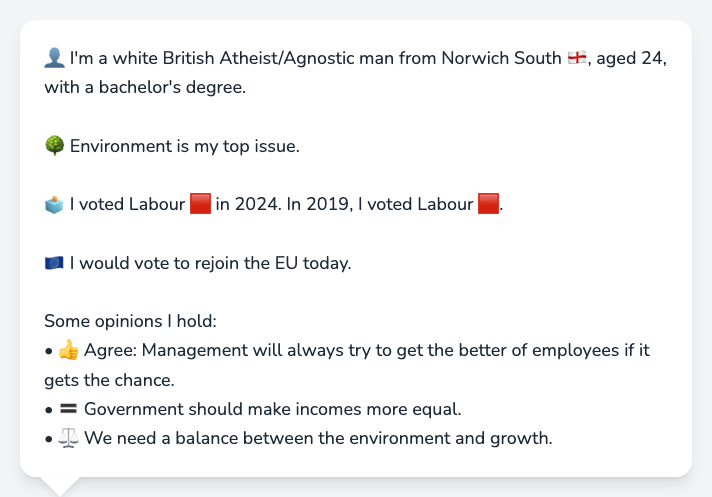 👤 I'm a white British Atheist/Agnostic man from Norwich South 🏴󠁧󠁢󠁥󠁮󠁧󠁿, aged 24,
with a bachelor's degree.
🌳 Environment is my top issue.
🗳️ I voted Labour 🟥 in 2024. In 2019, I voted Labour 🟥.
🇪🇺 I would vote to rejoin the EU today.
Some opinions I hold:
• 👍 Agree: Management will always try to get the better of employees if it
gets the chance.
• 🟰 Government should make incomes more equal.
• ⚖️ We need a balance between the environment and growth.